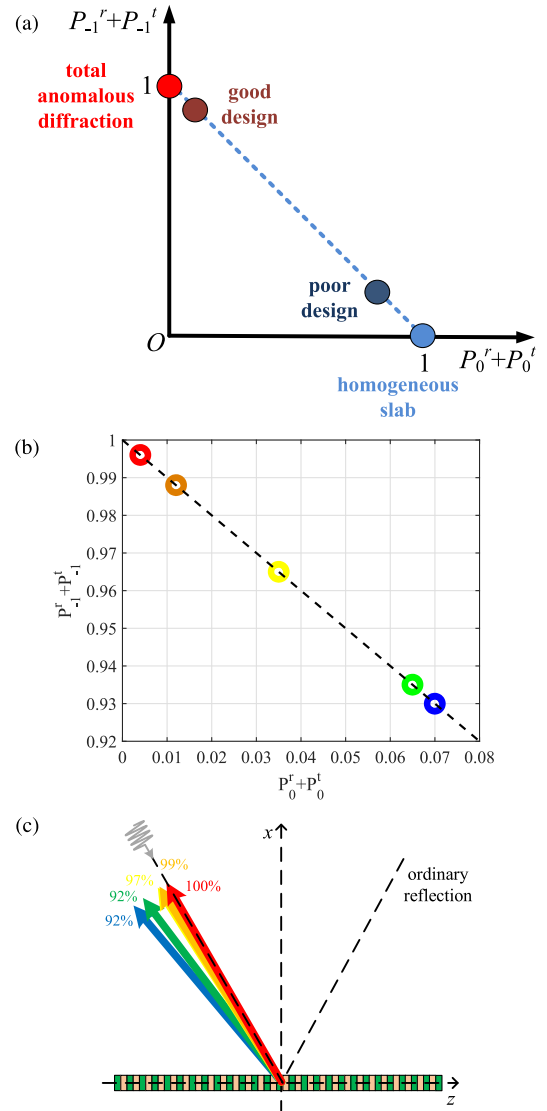 (a)
P₋₁ʳ+P₋₁ᵗ
total
anomalous
diffraction
1
good
design
poor
design
O
1
P₀ʳ+P₀ᵗ
homogeneous
slab
(b)
1
0.99
0.98
0.97
0.96
0.95
0.94
0.93
0.92
P₋₁ʳ+P₋₁ᵗ
0 0.01 0.02 0.03 0.04 0.05 0.06 0.07 0.08
P₀ʳ+P₀ᵗ
(c)
x
99%
97%
100%
92%
92%
ordinary
reflection
z